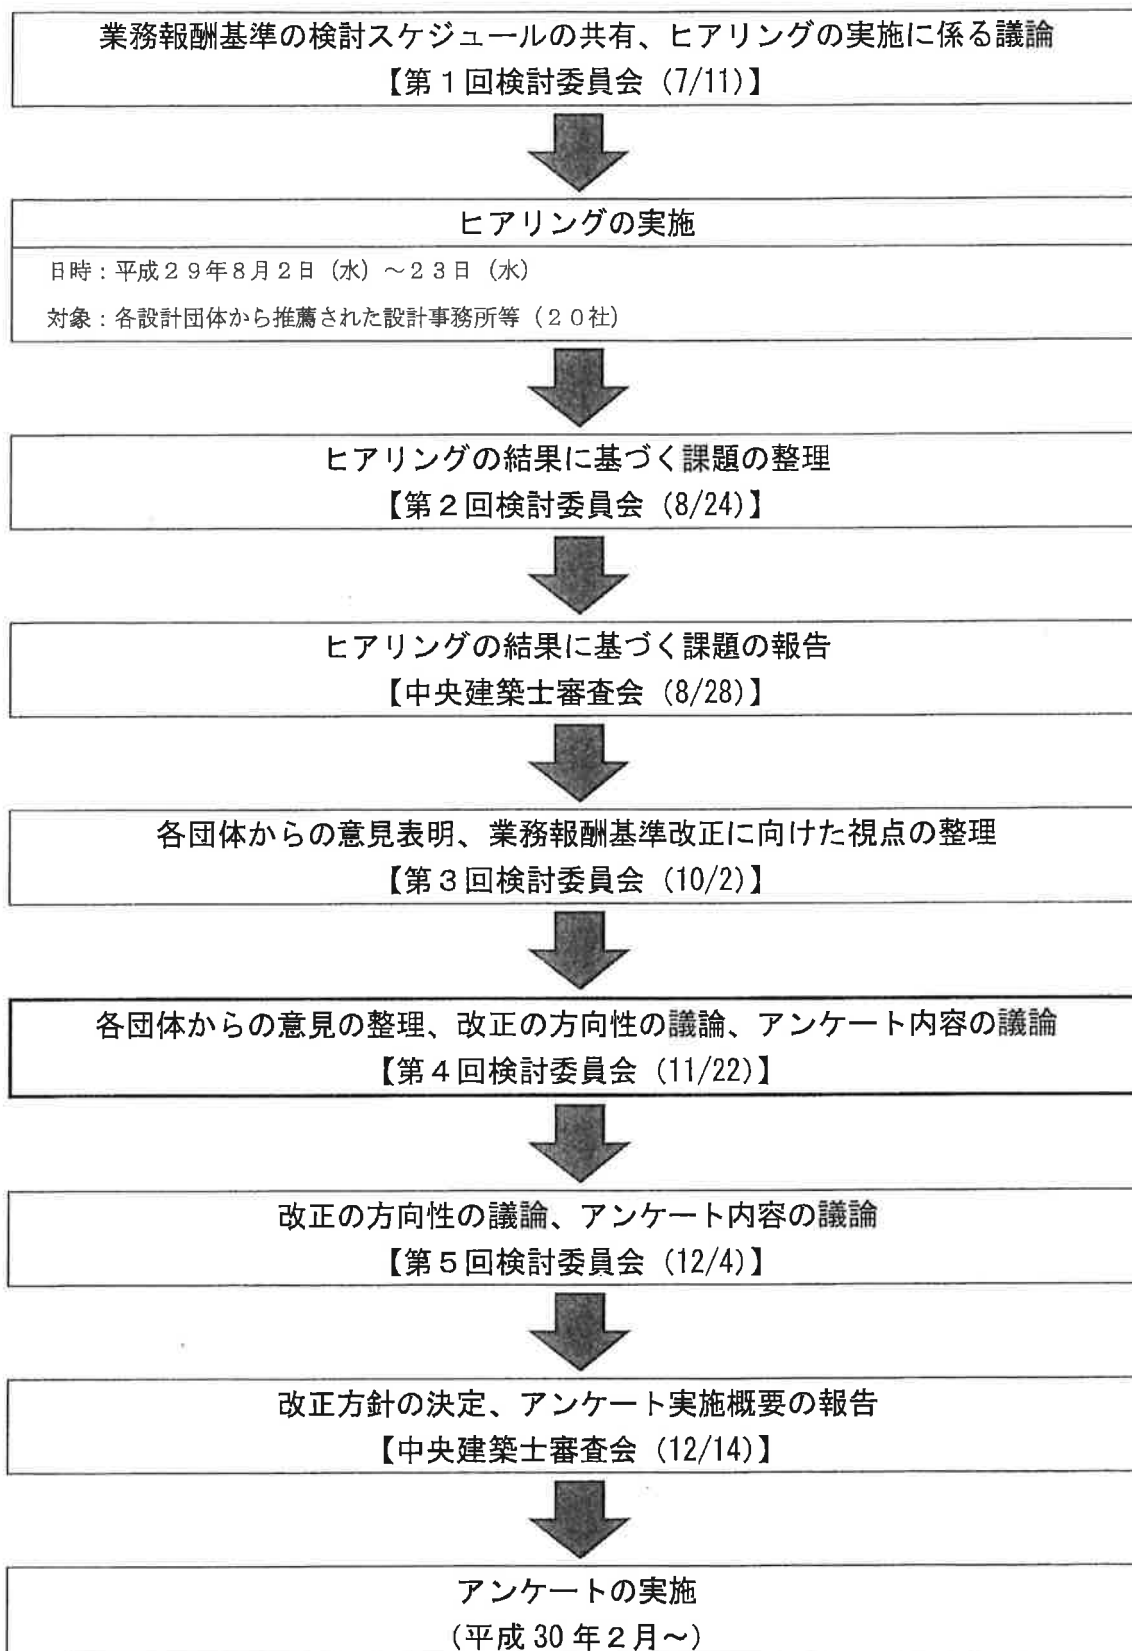 業務報酬基準の検討スケジュールの共有、ヒアリングの実施に係る議論
【第１回検討委員会（7/11）】
ヒアリングの実施
日時：平成２９年８月２日（水）～２３日（水）
対象：各設計団体から推薦された設計事務所等（２０社）
ヒアリングの結果に基づく課題の整理
【第２回検討委員会（8/24）】
ヒアリングの結果に基づく課題の報告
【中央建築士審査会（8/28）】
各団体からの意見表明、業務報酬基準改正に向けた視点の整理
【第３回検討委員会（10/2）】
各団体からの意見の整理、改正の方向性の議論、アンケート内容の議論
【第４回検討委員会（11/22）】
改正の方向性の議論、アンケート内容の議論
【第５回検討委員会（12/4）】
改正方針の決定、アンケート実施概要の報告
【中央建築士審査会（12/14）】
アンケートの実施
（平成 30 年２月～）